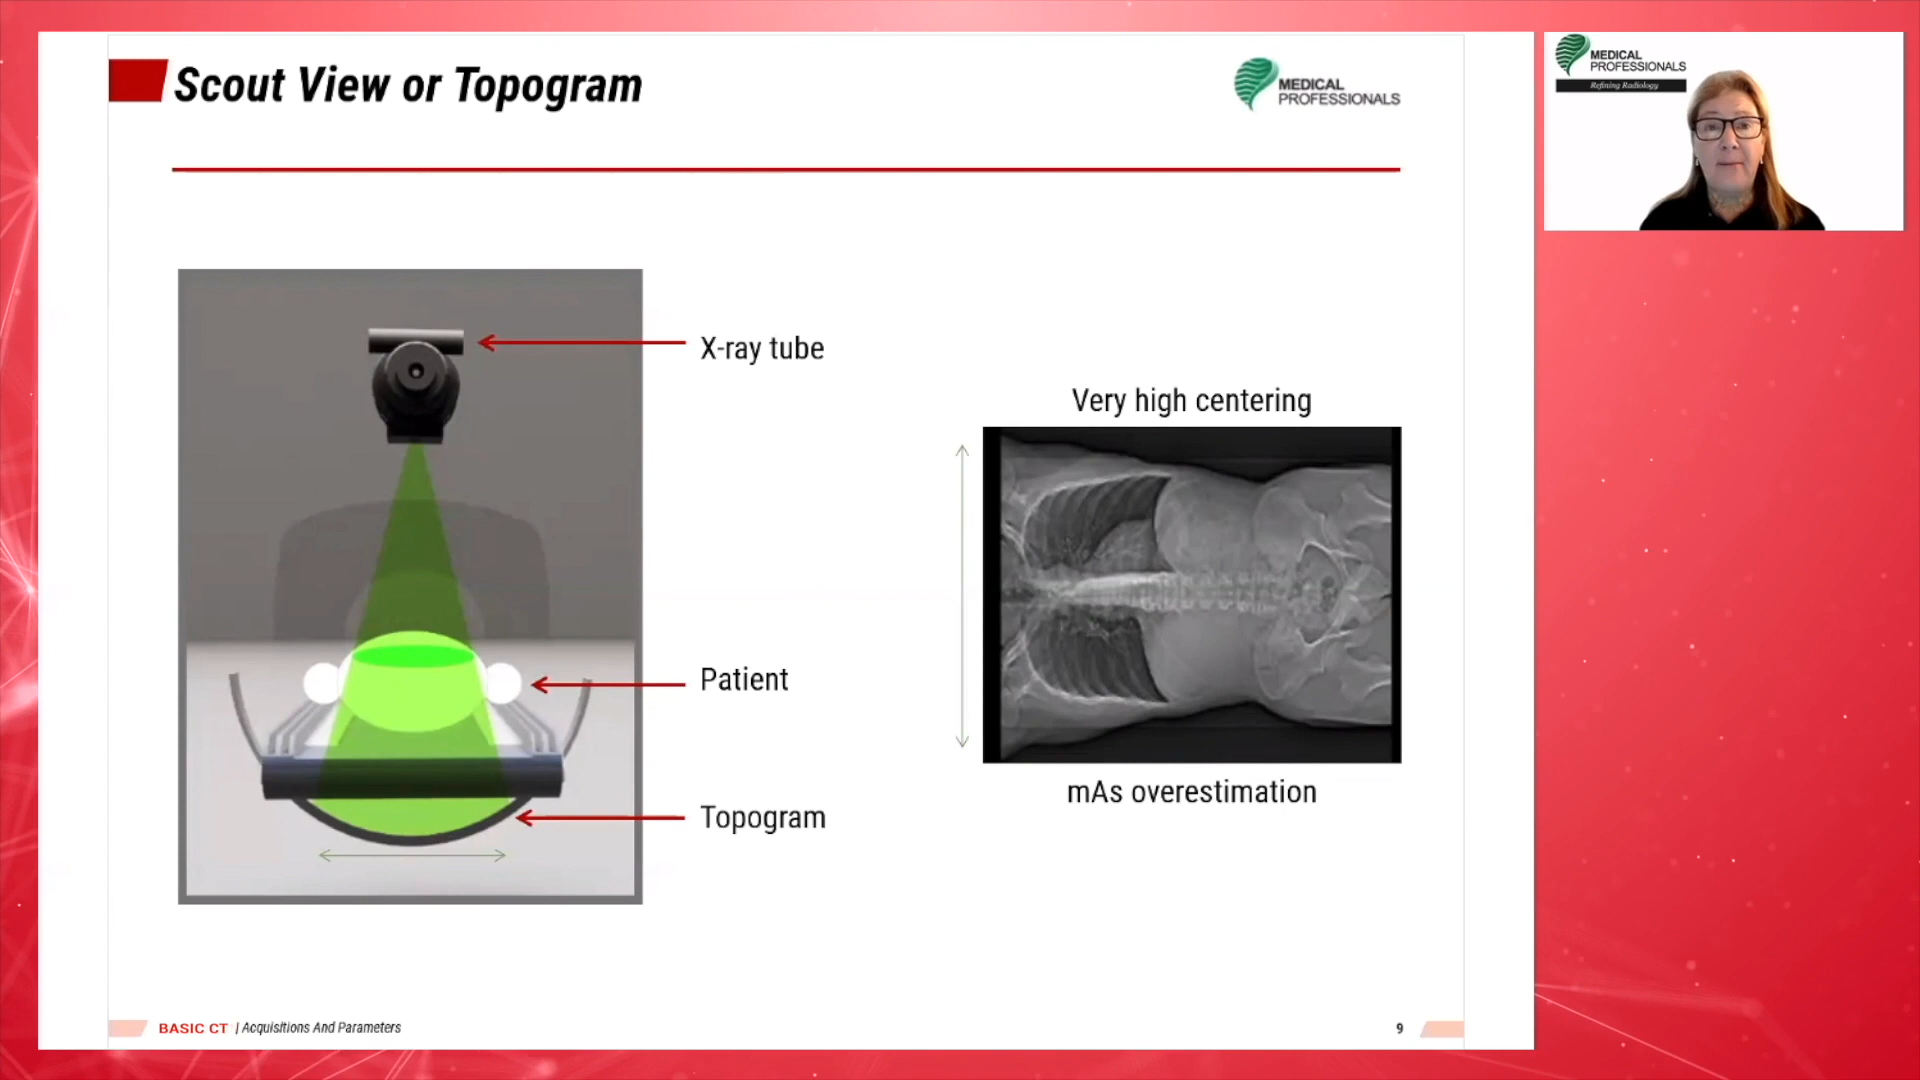 Scout View or Topogram
MEDICAL
PROFESSIONALS
MEDICAL
PROFESSIONALS
Refining Radiology
X-ray tube
Very high centering
Patient
mAs overestimation
Topogram
BASIC CT | Acquisitions And Parameters
9